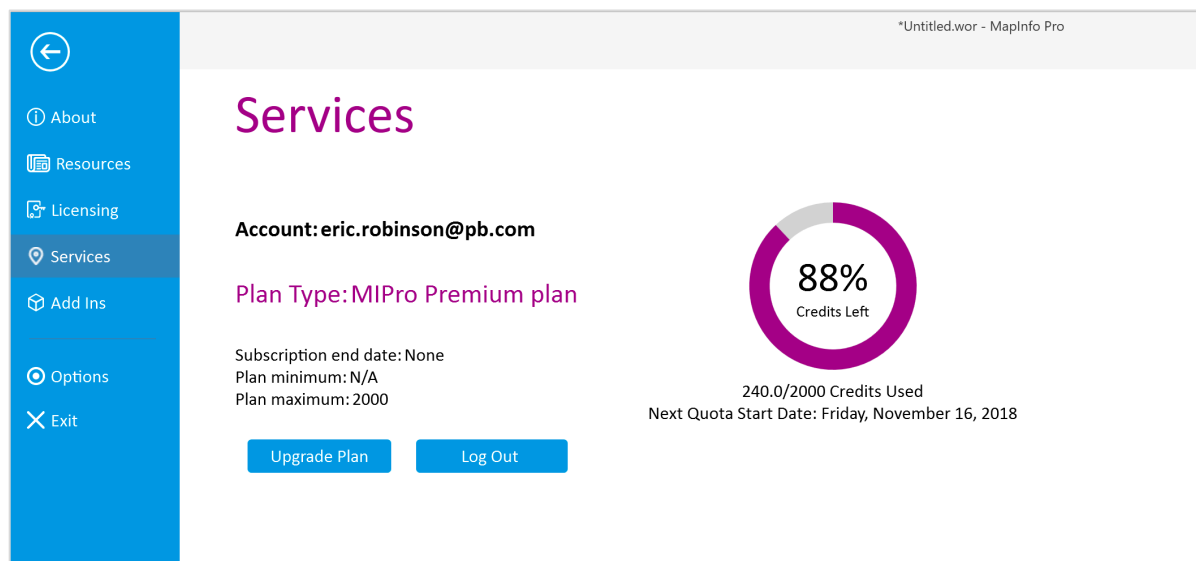 *Untitled.wor - MapInfo Pro
About
Resources
Licensing
Services
Add Ins
Options
Exit
Services
Account: eric.robinson@pb.com
Plan Type: MIPro Premium plan
Subscription end date: None
Plan minimum: N/A
Plan maximum: 2000
Upgrade Plan
Log Out
88%
Credits Left
240.0/2000 Credits Used
Next Quota Start Date: Friday, November 16, 2018